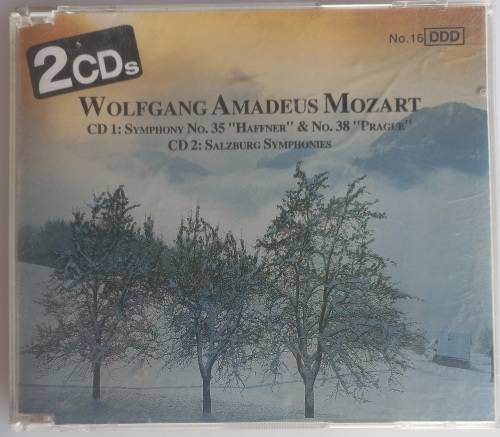 2CDs
No.16 DDD
WOLFGANG AMADEUS MOZART
CD 1: SYMPHONY NO. 35 "HAFFNER" & NO. 38 "PRAGUE"
CD 2: SALZBURG SYMPHONIES